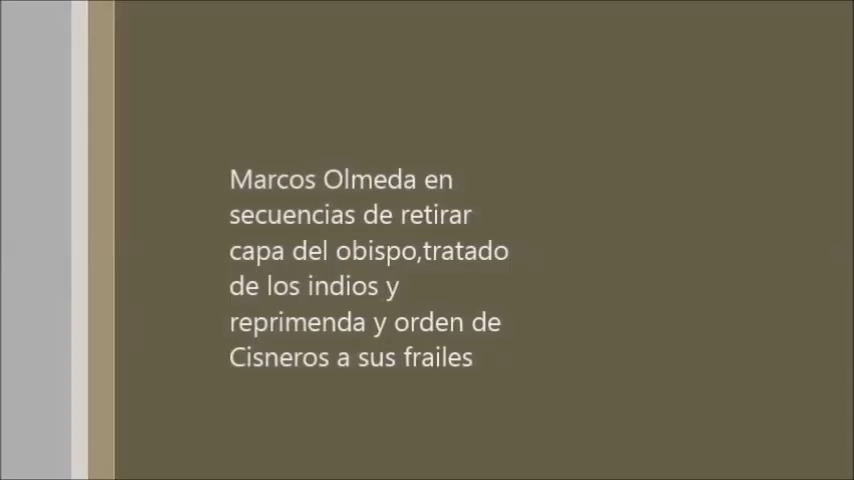 Marcos Olmeda en
secuencias de retirar
capa del obispo,tratado
de los indios y
reprimenda y orden de
Cisneros a sus frailes